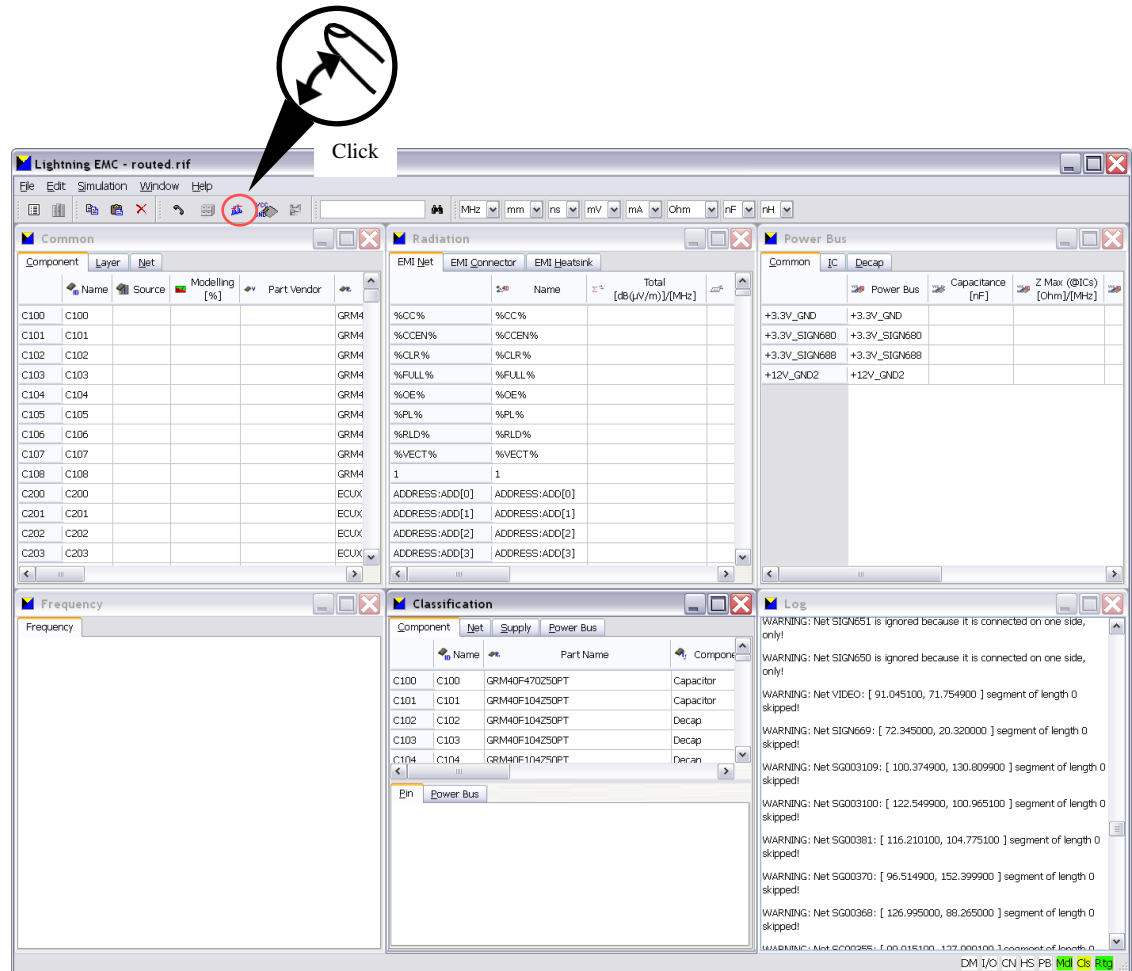 Click
Lightning EMC - routed.rif
File Edit Simulation Window Help
MHz mm ns mV mA Ohm nF nH
Common
Component Layer Net
Name Source Modelling [%] Part Vendor
C100 C100 GRM4
C101 C101 GRM4
C102 C102 GRM4
C103 C103 GRM4
C104 C104 GRM4
C105 C105 GRM4
C106 C106 GRM4
C107 C107 GRM4
C108 C108 GRM4
C200 C200 ECUX
C201 C201 ECUX
C202 C202 ECUX
C203 C203 ECUX
Radiation
EMI Net EMI Connector EMI Heatsink
Name Total [dB(µV/m)]/[MHz]
%CC% %CC%
%CCEN% %CCEN%
%CLR% %CLR%
%FULL% %FULL%
%OE% %OE%
%PL% %PL%
%RLD% %RLD%
%VECT% %VECT%
1 1
ADDRESS:ADD[0] ADDRESS:ADD[0]
ADDRESS:ADD[1] ADDRESS:ADD[1]
ADDRESS:ADD[2] ADDRESS:ADD[2]
ADDRESS:ADD[3] ADDRESS:ADD[3]
Power Bus
Common IC Decap
Power Bus Capacitance [nF] Z Max (@ICs) [Ohm]/[MHz]
+3.3V_GND +3.3V_GND
+3.3V_SIGN680 +3.3V_SIGN680
+3.3V_SIGN688 +3.3V_SIGN688
+12V_GND2 +12V_GND2
Frequency
Frequency
Classification
Component Net Supply Power Bus
Name Part Name Compone
C100 C100 GRM40F470Z50PT Capacitor
C101 C101 GRM40F104Z50PT Capacitor
C102 C102 GRM40F104Z50PT Decap
C103 C103 GRM40F104Z50PT Decap
C104 C104 GRM40F104Z50PT Decap
Pin Power Bus
Log
WARNING: Net SIGN651 is ignored because it is connected on one side,
only!
WARNING: Net SIGN650 is ignored because it is connected on one side,
only!
WARNING: Net VIDEO: [ 91.045100, 71.754900 ] segment of length 0
skipped!
WARNING: Net SIGN669: [ 72.345000, 20.320000 ] segment of length 0
skipped!
WARNING: Net SG003109: [ 100.374900, 130.809900 ] segment of length 0
skipped!
WARNING: Net SG003100: [ 122.549900, 100.965100 ] segment of length 0
skipped!
WARNING: Net SG00381: [ 116.210100, 104.775100 ] segment of length 0
skipped!
WARNING: Net SG00370: [ 96.514900, 152.399900 ] segment of length 0
skipped!
WARNING: Net SG00368: [ 126.995000, 88.265000 ] segment of length 0
skipped!
DM I/O CN HS PB Mdl Cls Rtg